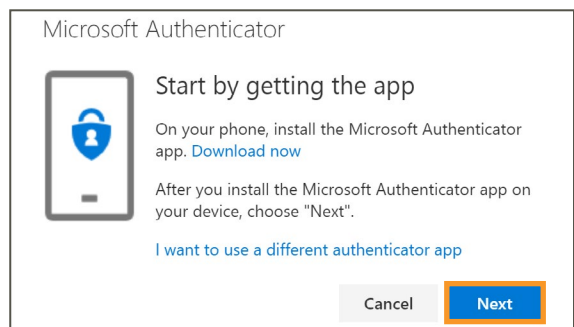 Microsoft Authenticator
Start by getting the app
On your phone, install the Microsoft Authenticator
app. Download now
After you install the Microsoft Authenticator app on
your device, choose "Next".
I want to use a different authenticator app
Cancel
Next